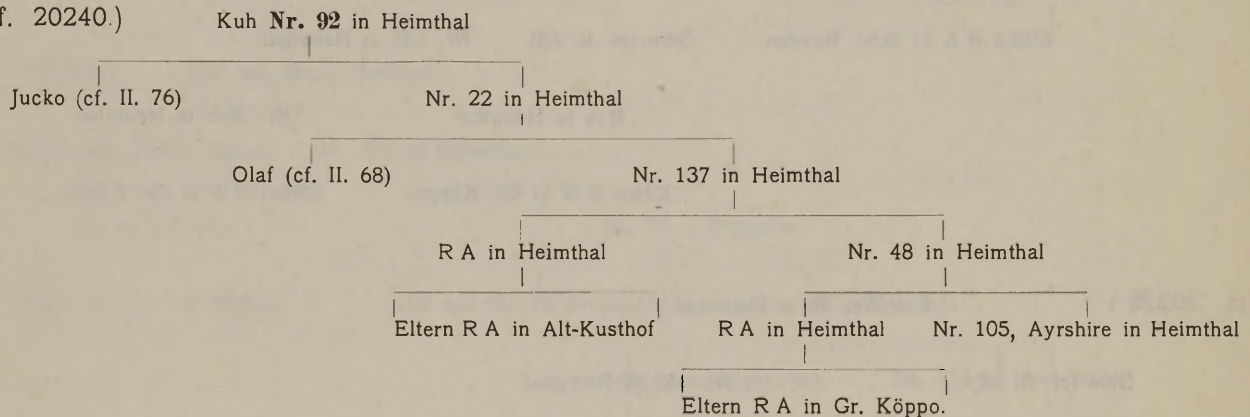 f. 20240.) Kuh Nr. 92 in Heimthal
Jucko (cf. II. 76) Nr. 22 in Heimthal
Olaf (cf. II. 68) Nr. 137 in Heimthal
R A in Heimthal Nr. 48 in Heimthal
Eltern R A in Alt-Kusthof R A in Heimthal Nr. 105, Ayrshire in Heimthal
Eltern R A in Gr. Köppo.